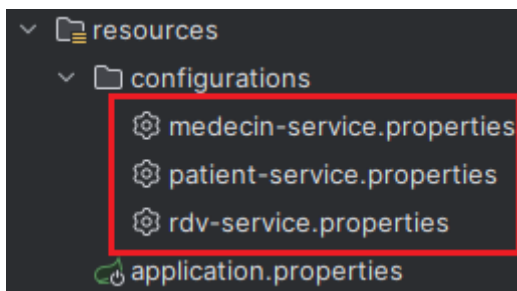 resources
configurations
medecin-service.properties
patient-service.properties
rdv-service.properties
application.properties